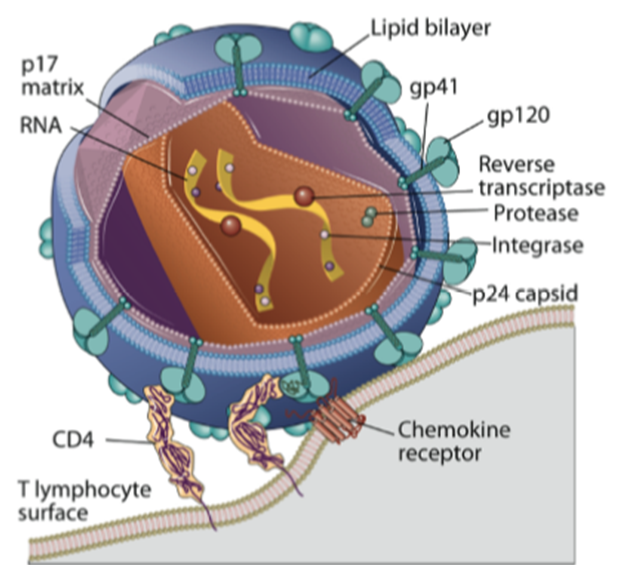 Lipid bilayer
p17
matrix
gp41
RNA
gp120
Reverse
transcriptase
Protease
Integrase
p24 capsid
CD4
Chemokine
receptor
T lymphocyte
surface